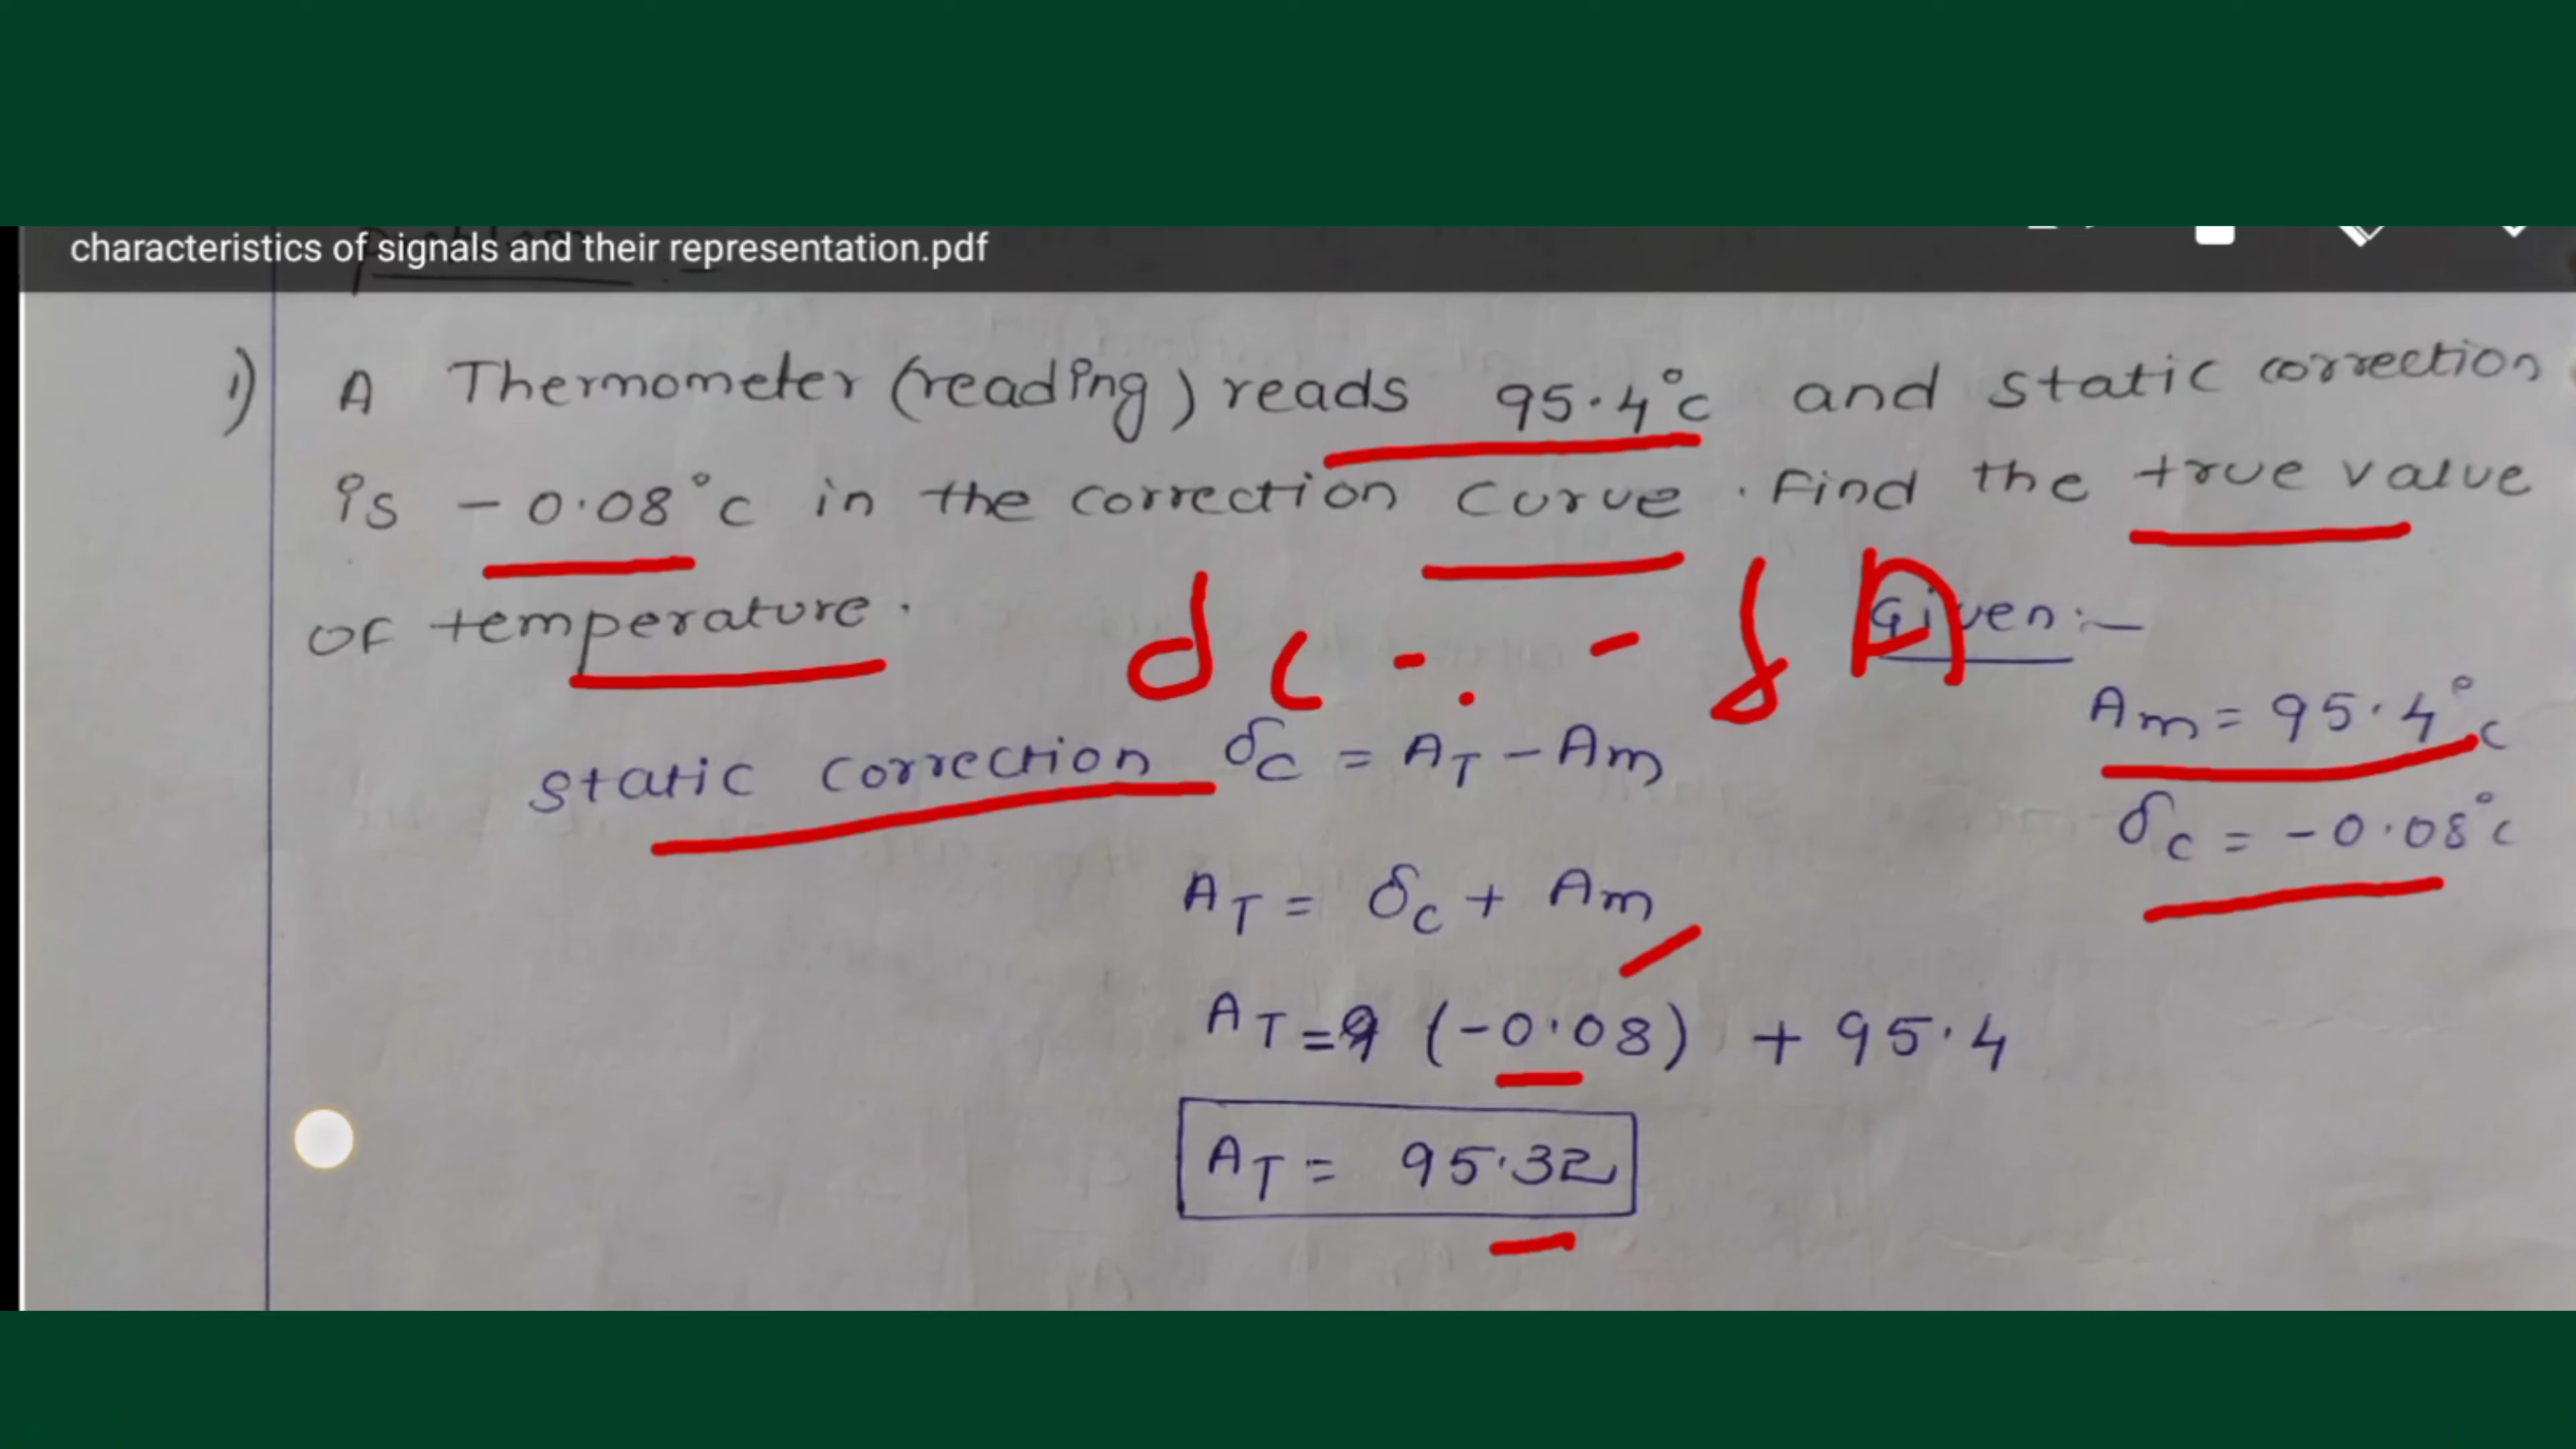 characteristics of signals and their representation.pdf
1) A Thermometer (reading) reads 95.4°c and static correction
is -0.08°c in the correction curve. Find the true value
of temperature.
Given:-
Am = 95.4°c
δc = -0.08°c
static correction δc = AT - Am
AT = δc + Am
AT = (-0.08) + 95.4
AT = 95.32